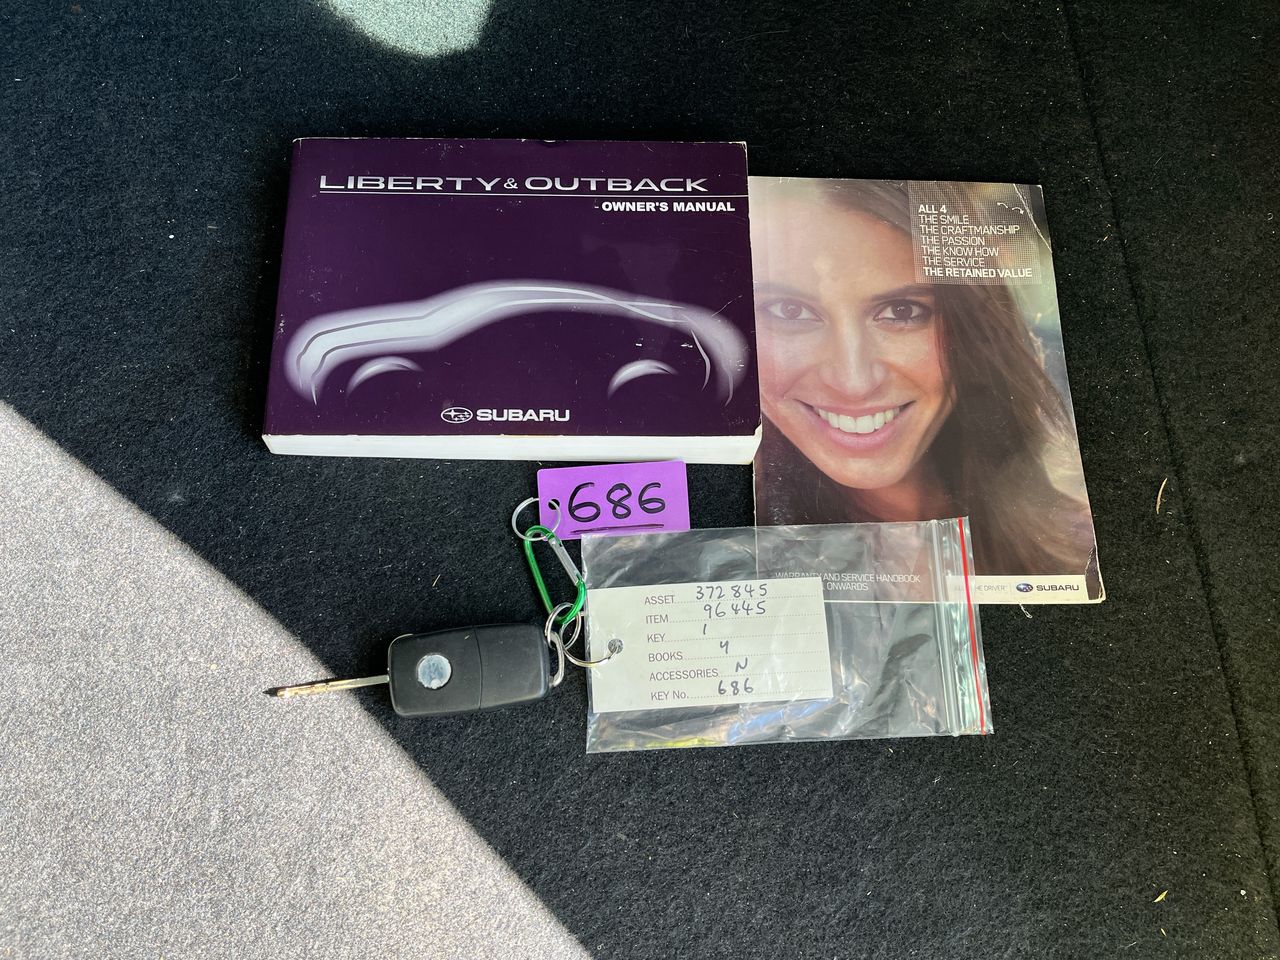 LIBERTY & OUTBACK
- OWNER'S MANUAL
SUBARU
ALL 4
THE SMILE
THE CRAFTMANSHIP
THE PASSION
THE KNOW HOW
THE SERVICE
THE RETAINED VALUE
686
WARRANTY AND SERVICE HANDBOOK
ONWARDS
THE DRIVER
SUBARU
ASSET 372845
ITEM 96445
KEY 1
BOOKS Y
ACCESSORIES N
KEY No. 686